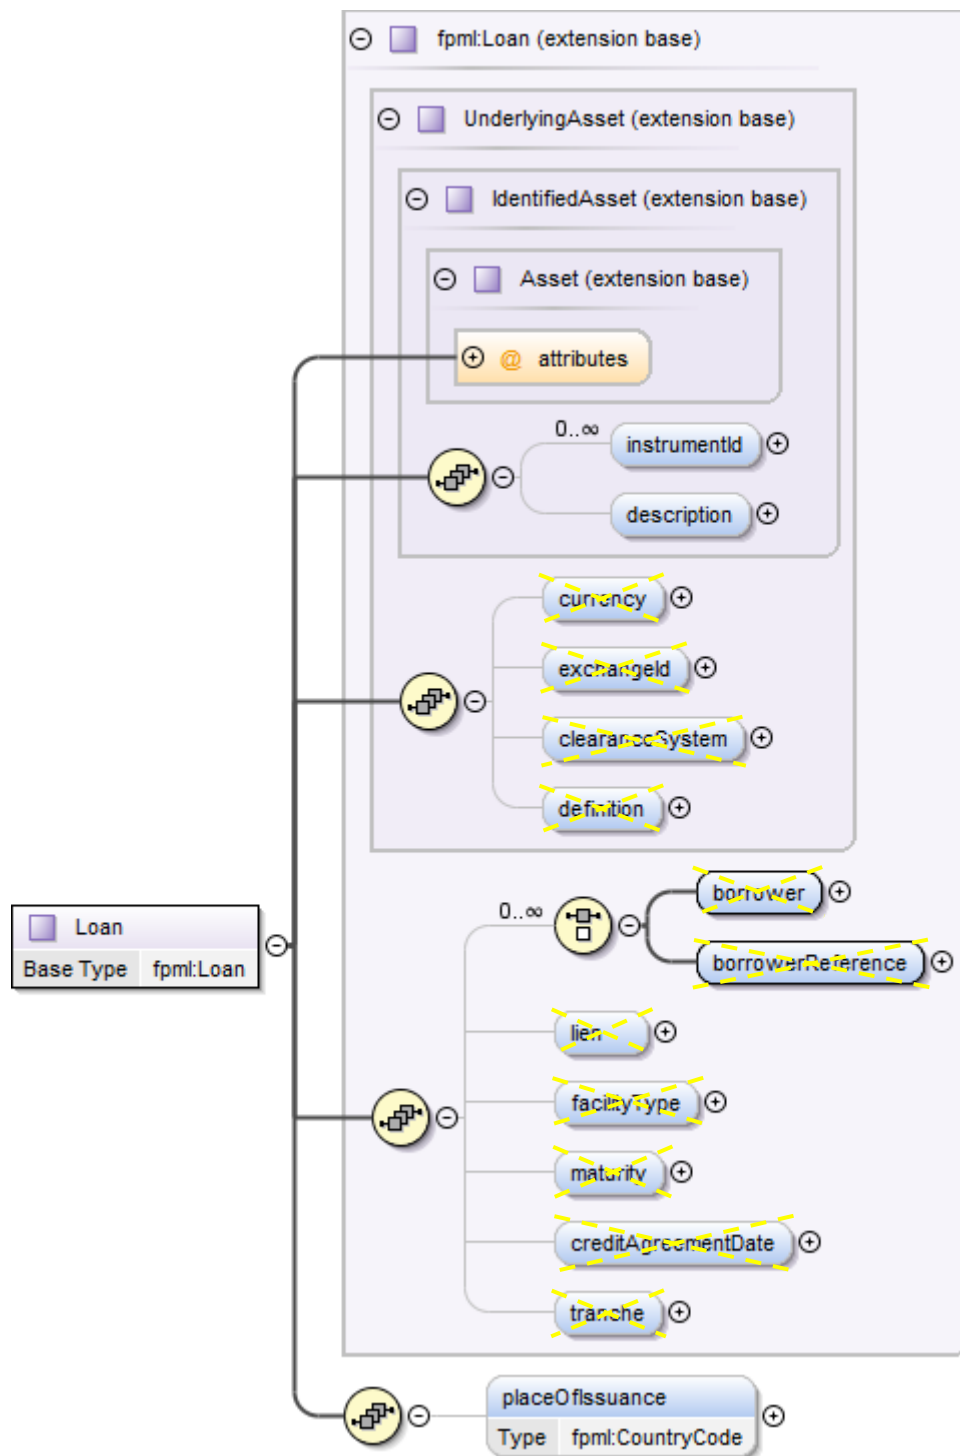 fpml:Loan (extension base)
UnderlyingAsset (extension base)
IdentifiedAsset (extension base)
Asset (extension base)
@ attributes
0..∞
instrumentId
description
currency
exchangeId
clearanceSystem
definition
Loan
Base Type fpml:Loan
0..∞
borrower
borrowerReference
lien
facilityType
maturity
creditAgreementDate
tranche
placeOfIssuance
Type fpml:CountryCode